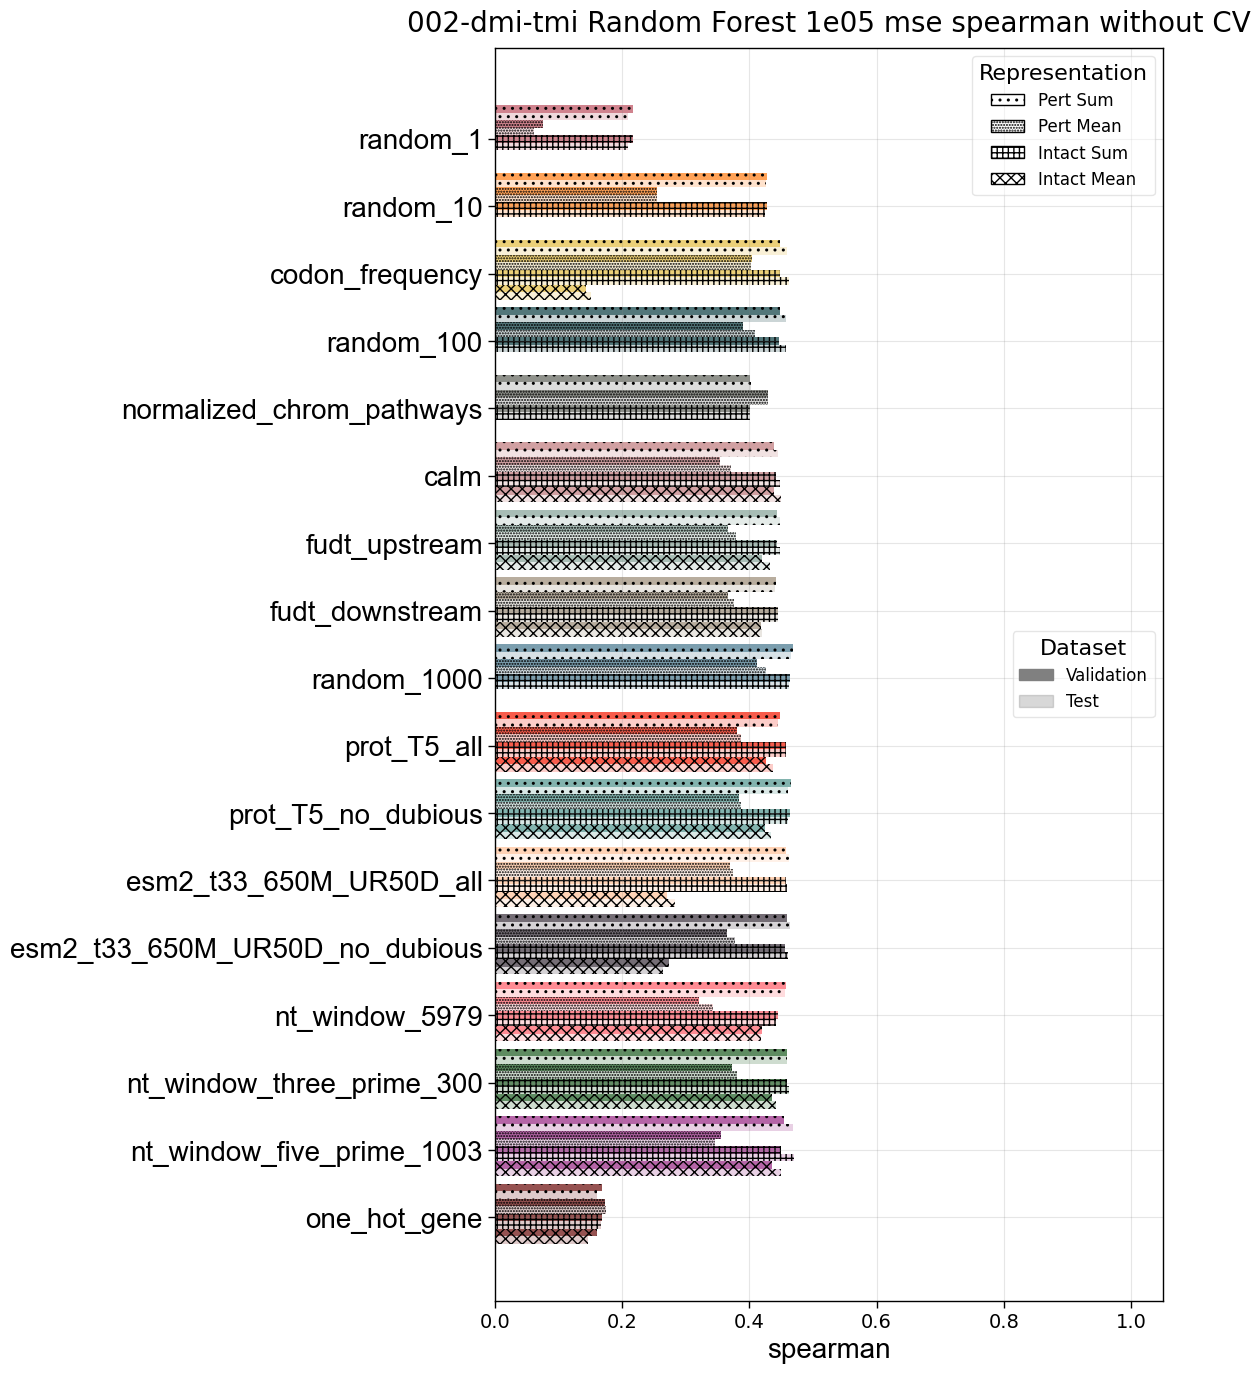 002-dmi-tmi Random Forest 1e05 mse spearman without CV
Representation
Pert Sum
Pert Mean
Intact Sum
Intact Mean
random_1
random_10
codon_frequency
random_100
normalized_chrom_pathways
calm
fudt_upstream
fudt_downstream
Dataset
Validation
Test
random_1000
prot_T5_all
prot_T5_no_dubious
esm2_t33_650M_UR50D_all
esm2_t33_650M_UR50D_no_dubious
nt_window_5979
nt_window_three_prime_300
nt_window_five_prime_1003
one_hot_gene
0.0 0.2 0.4 0.6 0.8 1.0
spearman